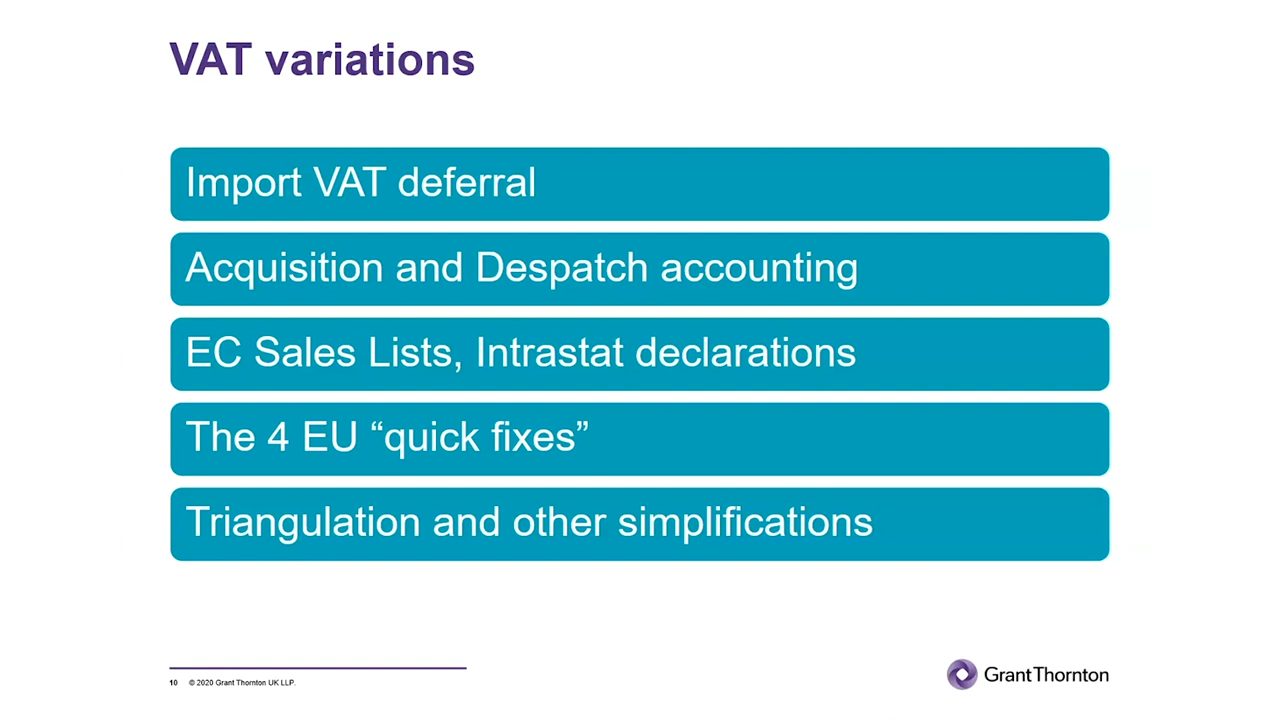 VAT variations
Import VAT deferral
Acquisition and Despatch accounting
EC Sales Lists, Intrastat declarations
The 4 EU “quick fixes”
Triangulation and other simplifications
10 © 2020 Grant Thornton UK LLP.
GrantThornton